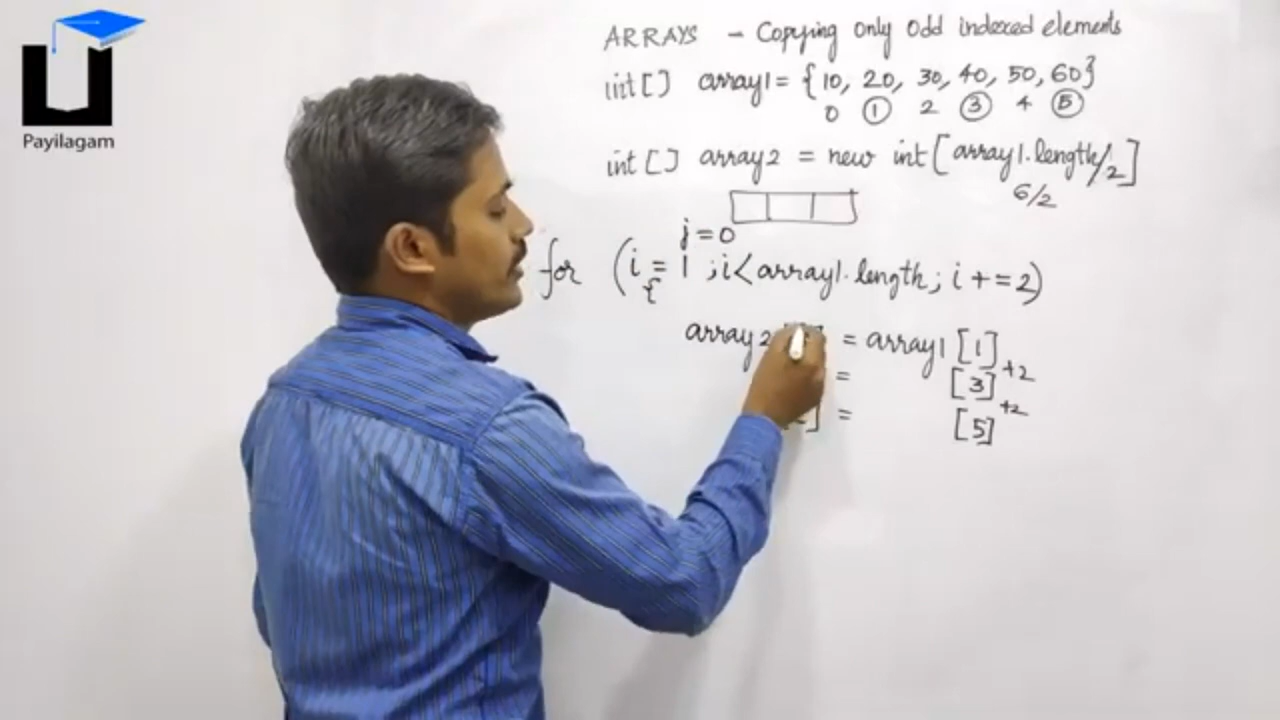 Payilagam
ARRAYS - Copying only odd indexed elements
int[] array1 = {10, 20, 30, 40, 50, 60}
0 1 2 3 4 5
int[] array2 = new int[array1.length/2]
6/2
j=0
for (i = 1 ; i < array1.length; i += 2)
{
array2 = array1 [1]
+2
= [3]
+2
= [5]